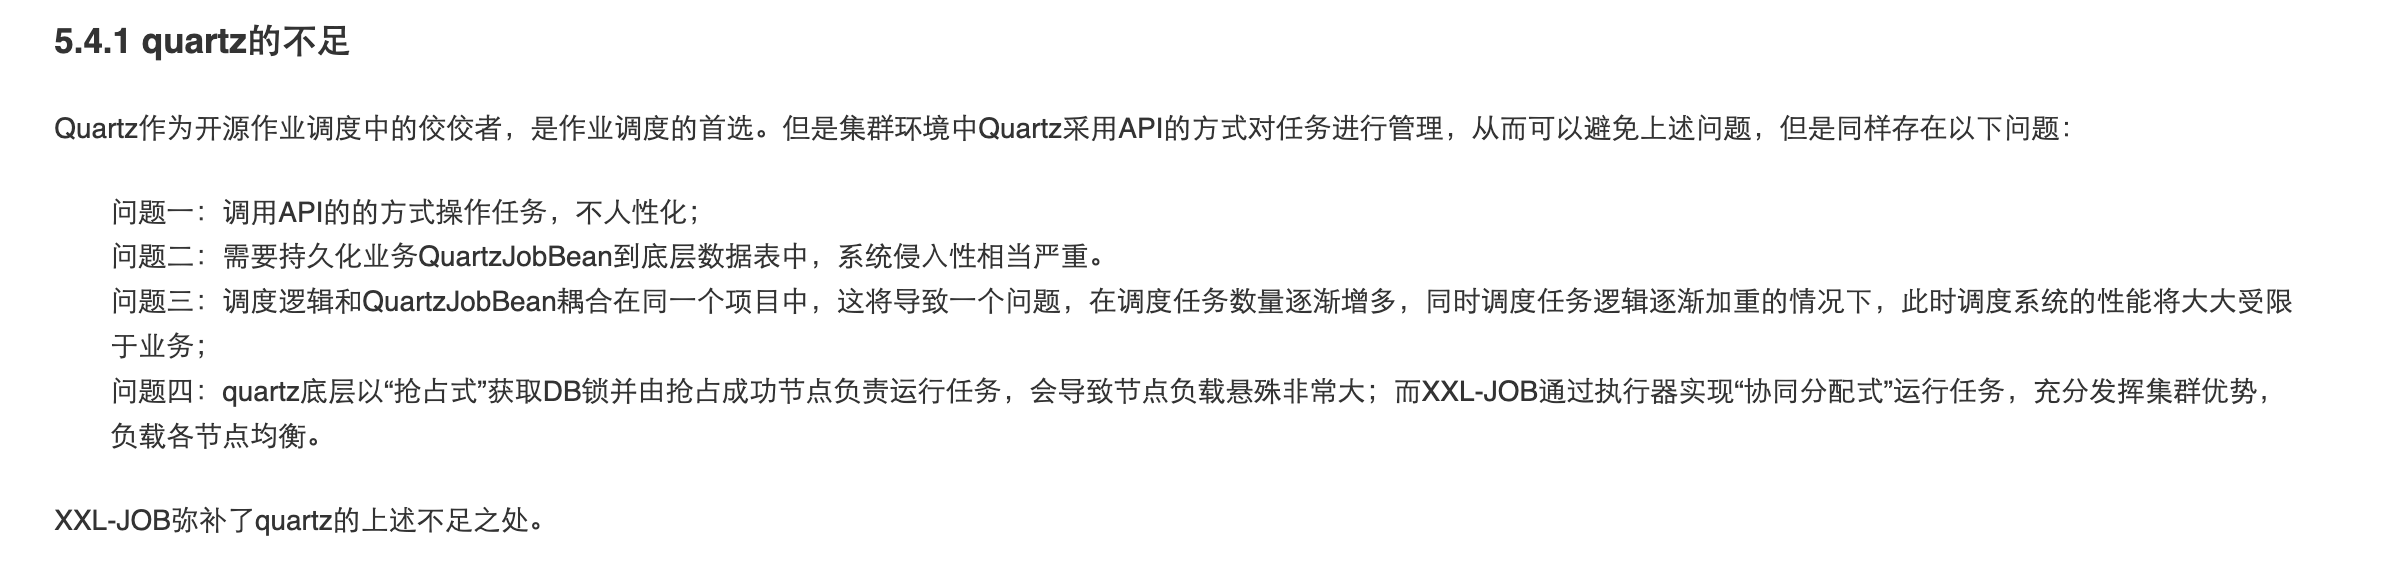 5.4.1 quartz的不足
Quartz作为开源作业调度中的佼佼者，是作业调度的首选。但是集群环境中Quartz采用API的方式对任务进行管理，从而可以避免上述问题，但是同样存在以下问题：
问题一：调用API的的方式操作任务，不人性化；
问题二：需要持久化业务QuartzJobBean到底层数据表中，系统侵入性相当严重。
问题三：调度逻辑和QuartzJobBean耦合在同一个项目中，这将导致一个问题，在调度任务数量逐渐增多，同时调度任务逻辑逐渐加重的情况下，此时调度系统的性能将大大受限
于业务；
问题四：quartz底层以“抢占式”获取DB锁并由抢占成功节点负责运行任务，会导致节点负载悬殊非常大；而XXL-JOB通过执行器实现“协同分配式”运行任务，充分发挥集群优势，
负载各节点均衡。
XXL-JOB弥补了quartz的上述不足之处。